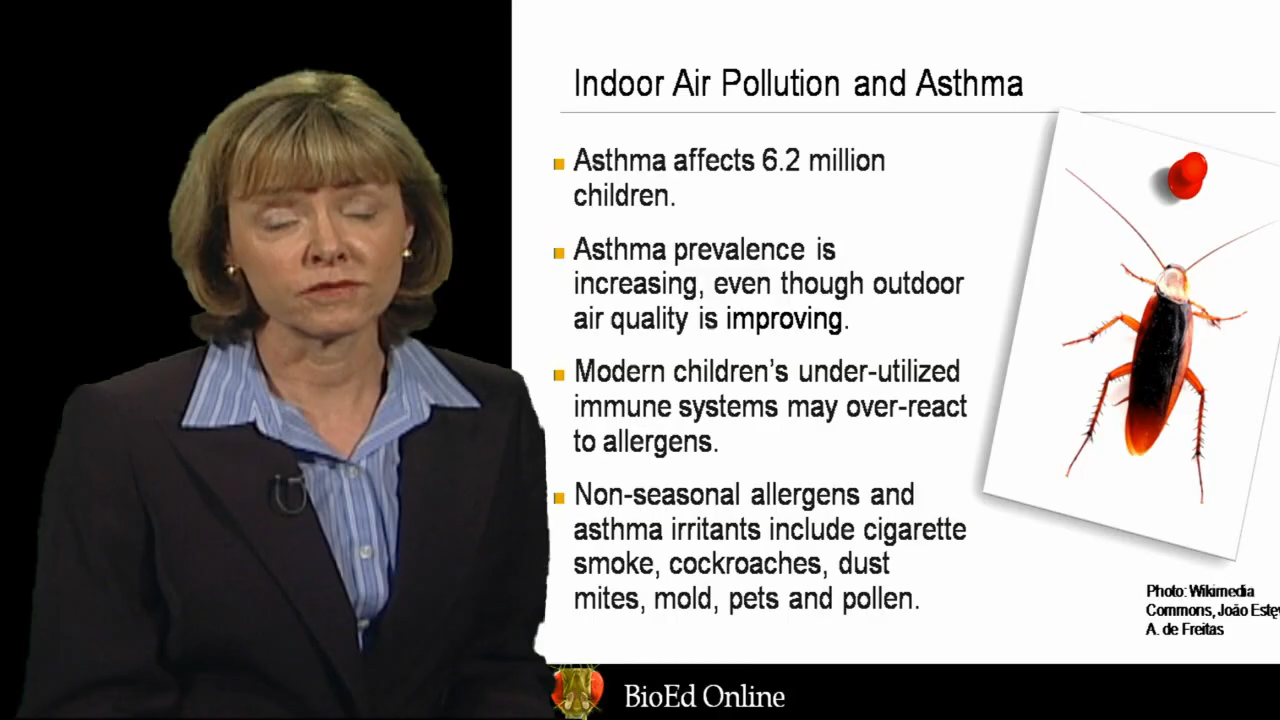 Indoor Air Pollution and Asthma
Asthma affects 6.2 million
children.
Asthma prevalence is
increasing, even though outdoor
air quality is improving.
Modern children's under-utilized
immune systems may over-react
to allergens.
Non-seasonal allergens and
asthma irritants include cigarette
smoke, cockroaches, dust
mites, mold, pets and pollen.
Photo: Wikimedia
Commons, João
A. de Freitas
BioEd Online